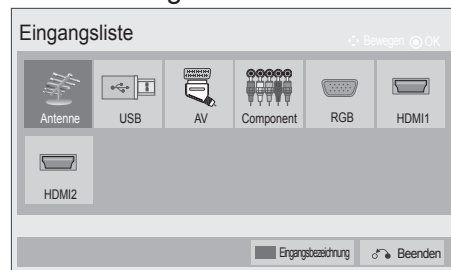 Eingangsliste
Bewegen OK
Antenne USB AV Component RGB HDMI1
HDMI2
Eingangsbezeichnung Beenden